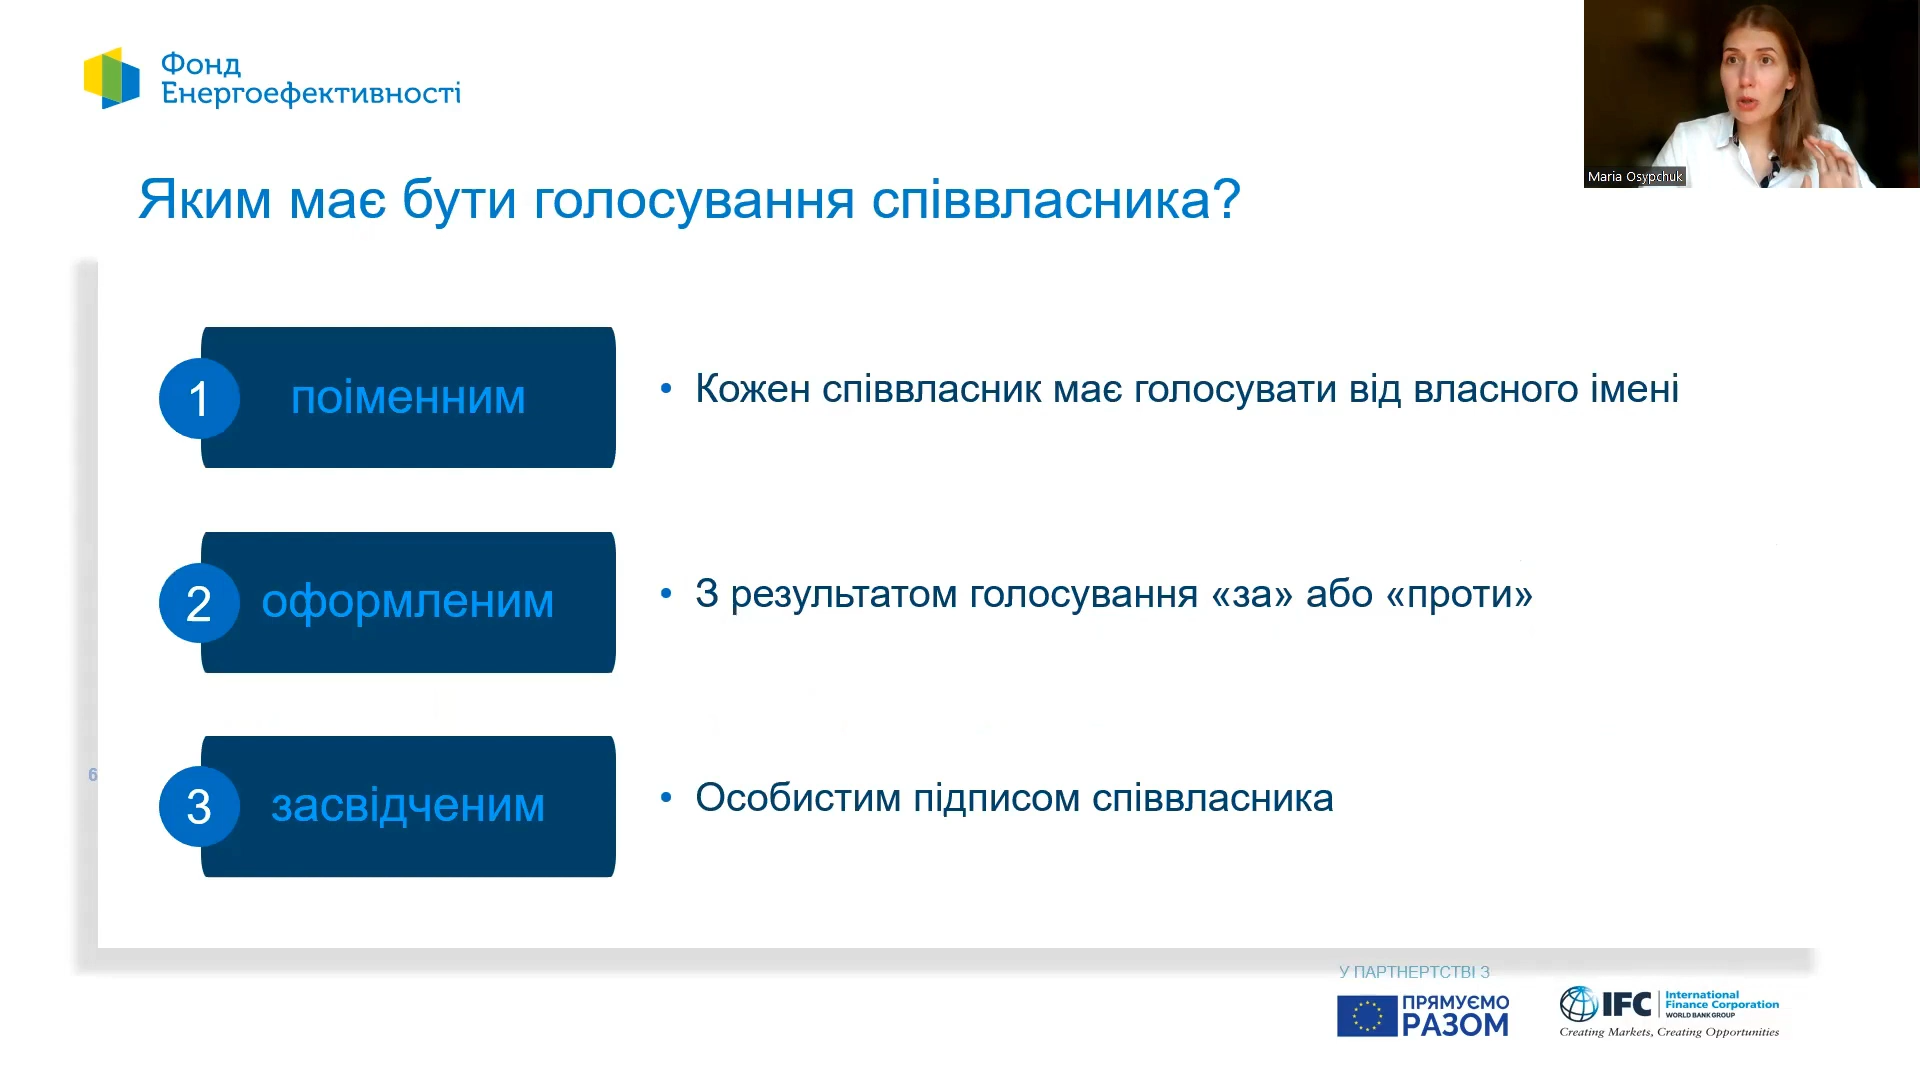 Фонд
Енергоефективності
Maria Osypchuk
Яким має бути голосування співвласника?
1 поіменним
• Кожен співвласник має голосувати від власного імені
2 оформленим
• З результатом голосування «за» або «проти»
3 засвідченим
• Особистим підписом співвласника
6
У ПАРТНЕРТСТВІ З
ПРЯМУЄМО
РАЗОМ
IFC
International
Finance Corporation
WORLD BANK GROUP
Creating Markets, Creating Opportunities